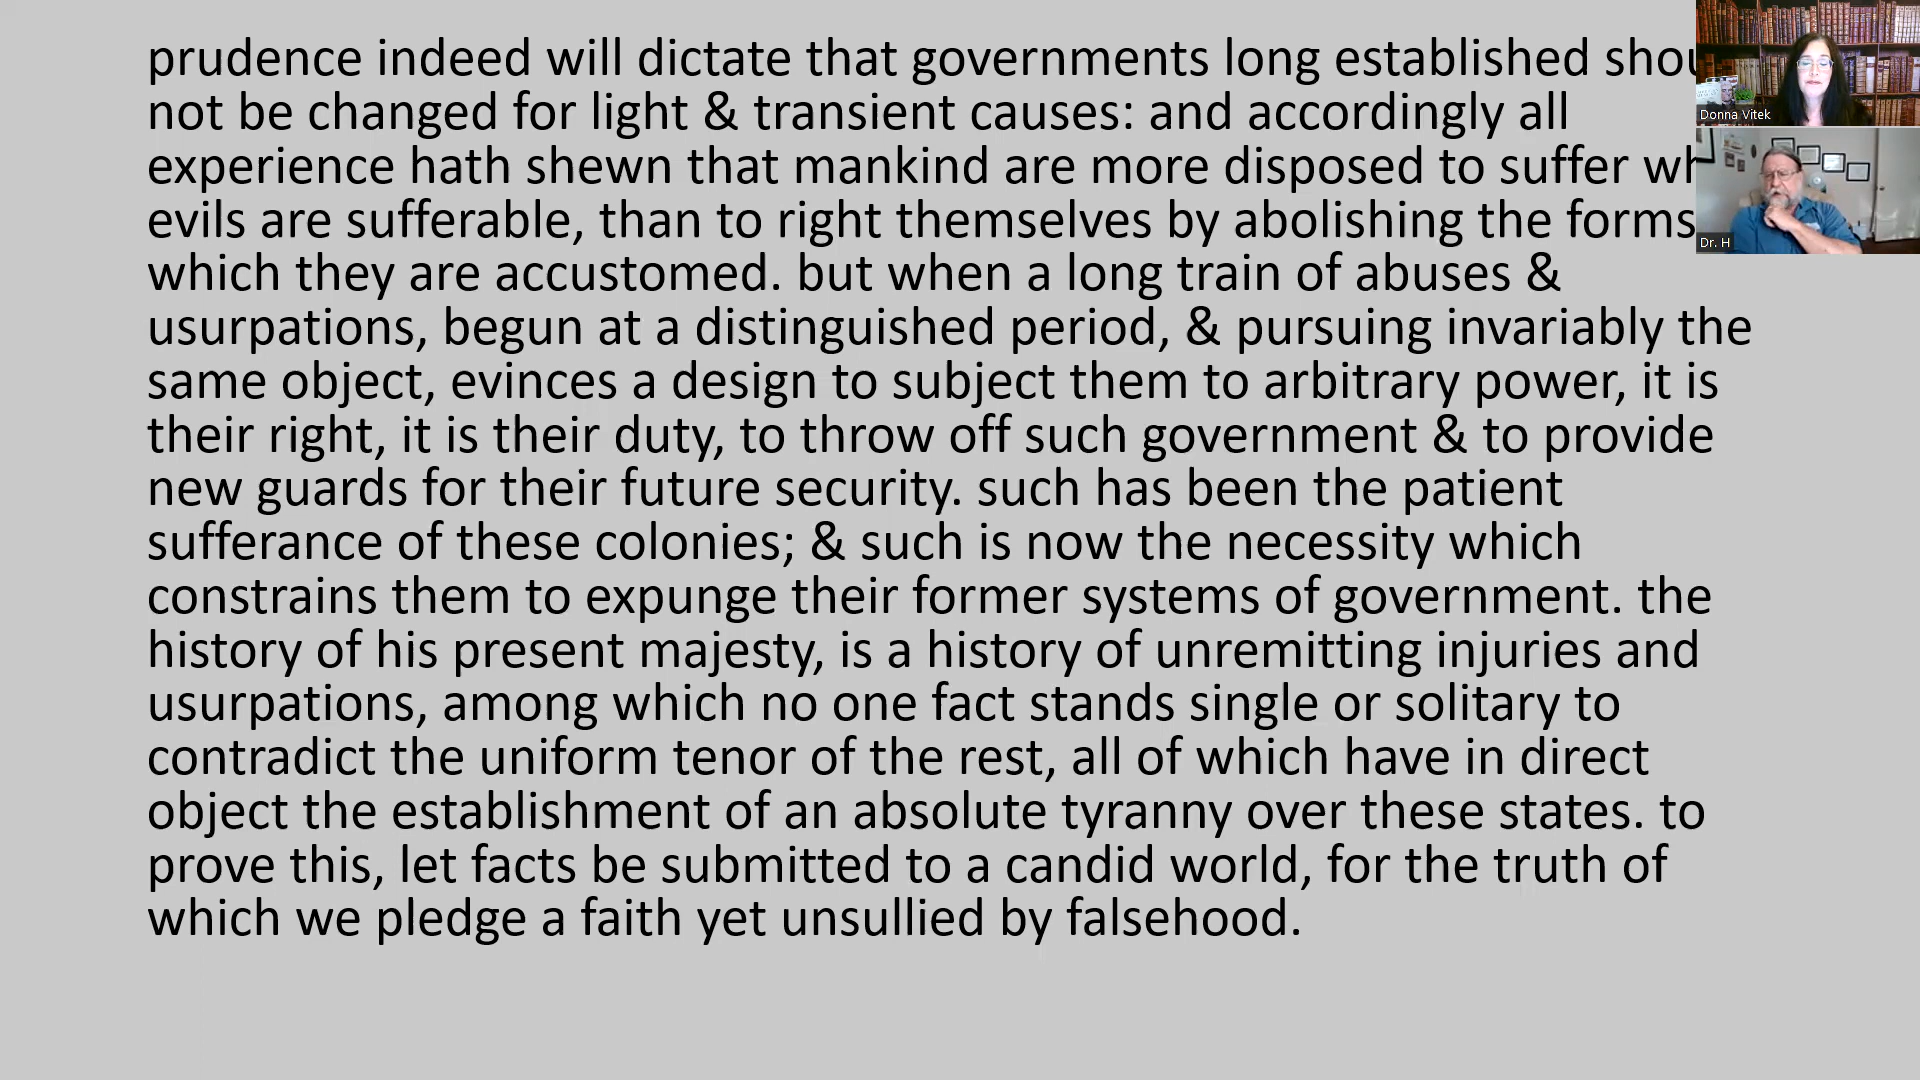 prudence indeed will dictate that governments long established
not be changed for light & transient causes: and accordingly all
experience hath shewn that mankind are more disposed to suffer
evils are sufferable, than to right themselves by abolishing the forms
which they are accustomed. but when a long train of abuses &
usurpations, begun at a distinguished period, & pursuing invariably the
same object, evinces a design to subject them to arbitrary power, it is
their right, it is their duty, to throw off such government & to provide
new guards for their future security. such has been the patient
sufferance of these colonies; & such is now the necessity which
constrains them to expunge their former systems of government. the
history of his present majesty, is a history of unremitting injuries and
usurpations, among which no one fact stands single or solitary to
contradict the uniform tenor of the rest, all of which have in direct
object the establishment of an absolute tyranny over these states. to
prove this, let facts be submitted to a candid world, for the truth of
which we pledge a faith yet unsullied by falsehood.
Donna Vitek
Dr. H